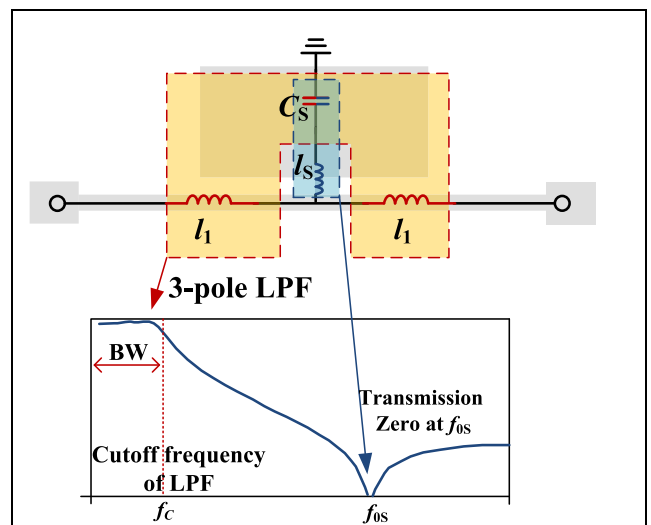 CS
lS
l1
l1
3-pole LPF
BW
Transmission
Zero at f0S
Cutoff frequency
of LPF
fC
f0S